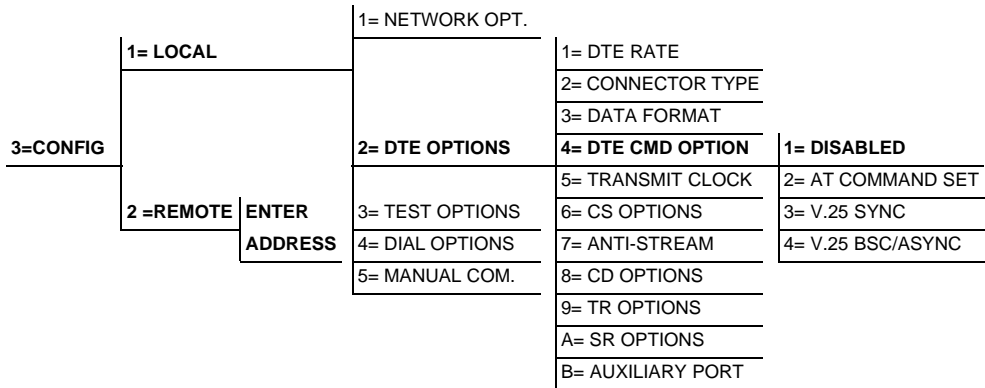 1= NETWORK OPT.
1= LOCAL
1= DTE RATE
2= CONNECTOR TYPE
3= DATA FORMAT
3=CONFIG
2= DTE OPTIONS
4= DTE CMD OPTION
1= DISABLED
5= TRANSMIT CLOCK
2= AT COMMAND SET
2 =REMOTE
ENTER
3= TEST OPTIONS
6= CS OPTIONS
3= V.25 SYNC
ADDRESS
4= DIAL OPTIONS
7= ANTI-STREAM
4= V.25 BSC/ASYNC
5= MANUAL COM.
8= CD OPTIONS
9= TR OPTIONS
A= SR OPTIONS
B= AUXILIARY PORT